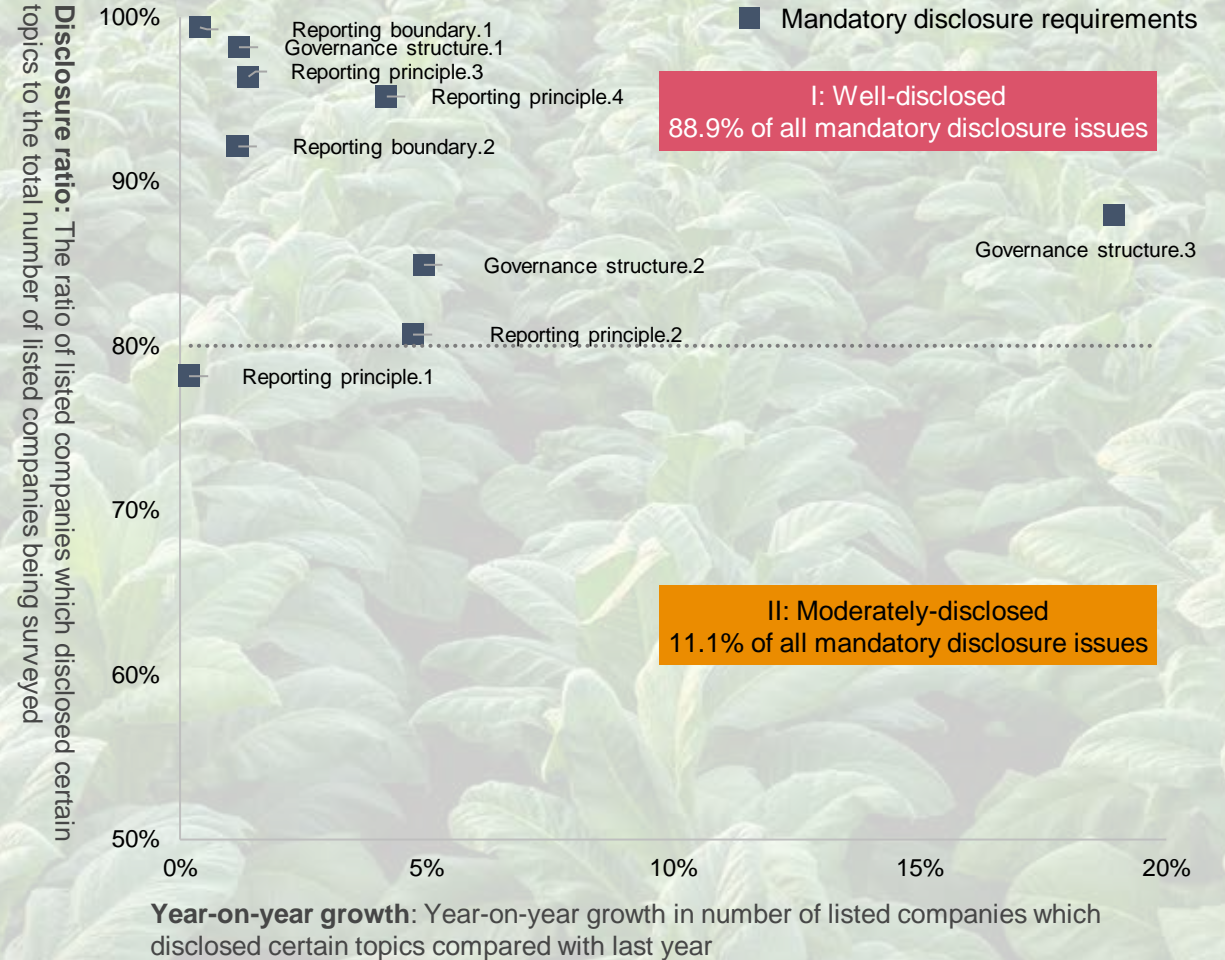 Mandatory disclosure requirements
Disclosure ratio: The ratio of listed companies which disclosed certain
topics to the total number of listed companies being surveyed
100%
90%
80%
70%
60%
50%
Reporting boundary.1
Governance structure.1
Reporting principle.3
Reporting principle.4
Reporting boundary.2
I: Well-disclosed
88.9% of all mandatory disclosure issues
Governance structure.3
Governance structure.2
Reporting principle.2
Reporting principle.1
II: Moderately-disclosed
11.1% of all mandatory disclosure issues
0%
5%
10%
15%
20%
Year-on-year growth: Year-on-year growth in number of listed companies which
disclosed certain topics compared with last year